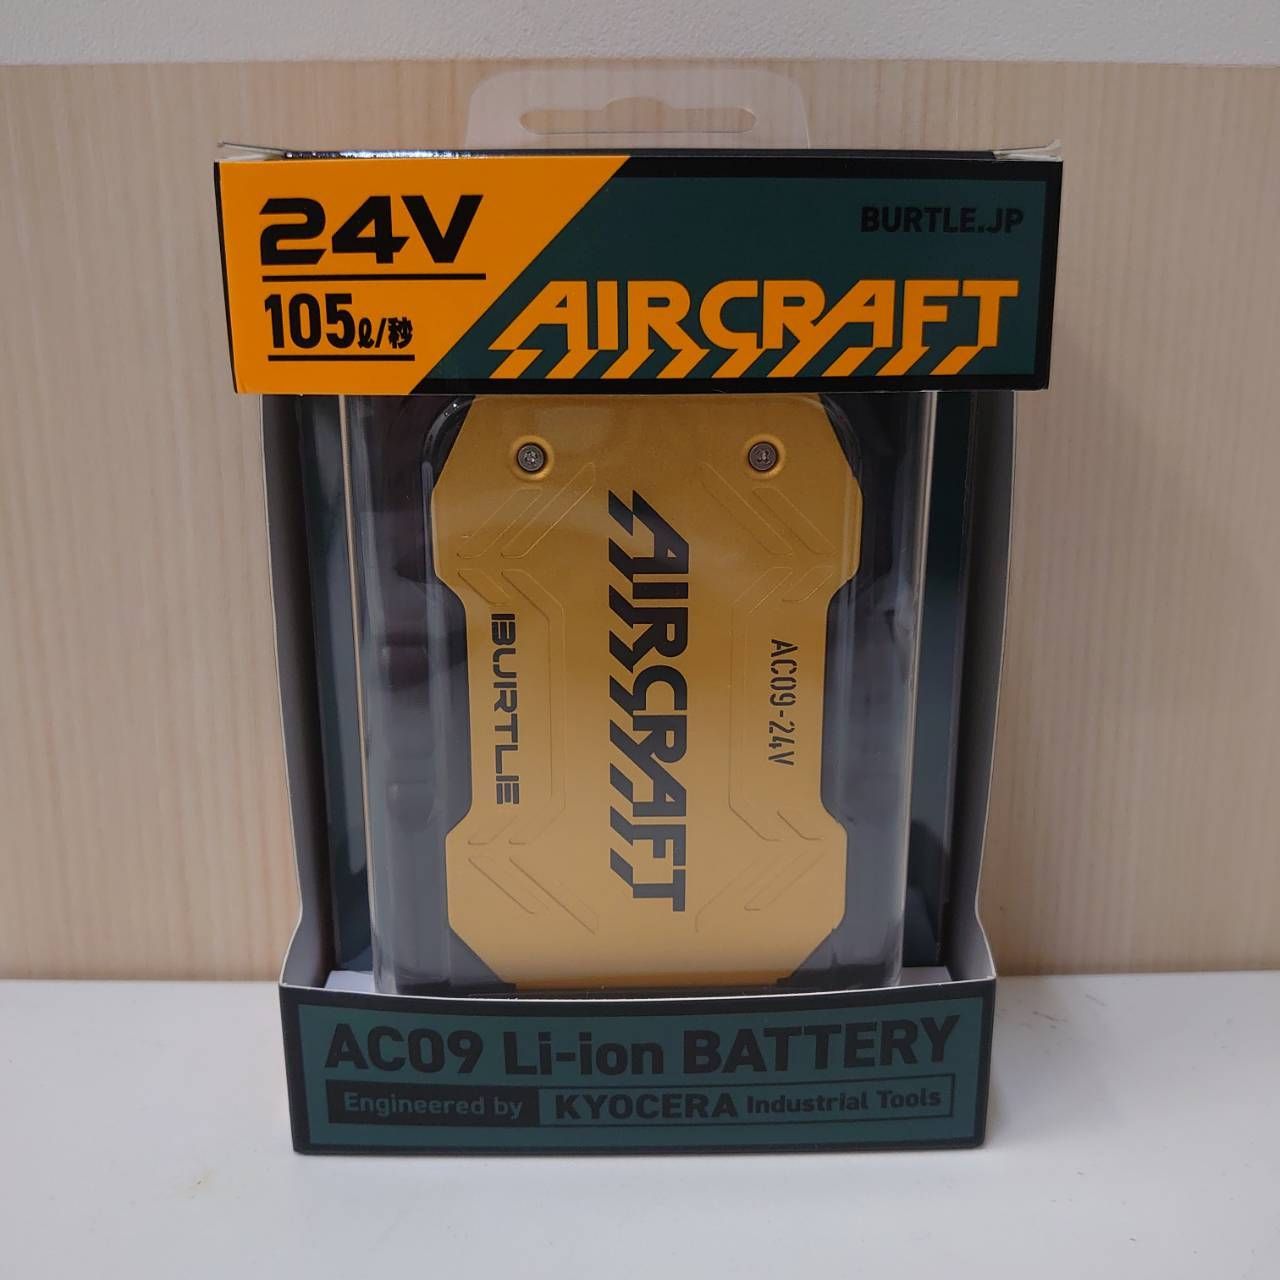 24V
BURTLE.JP
105ℓ/秒
AIRCRAFT
BURTLE
AIRCRAFT
AC09-24V
AC09 Li-ion BATTERY
Engineered by KYOCERA Industrial Tools